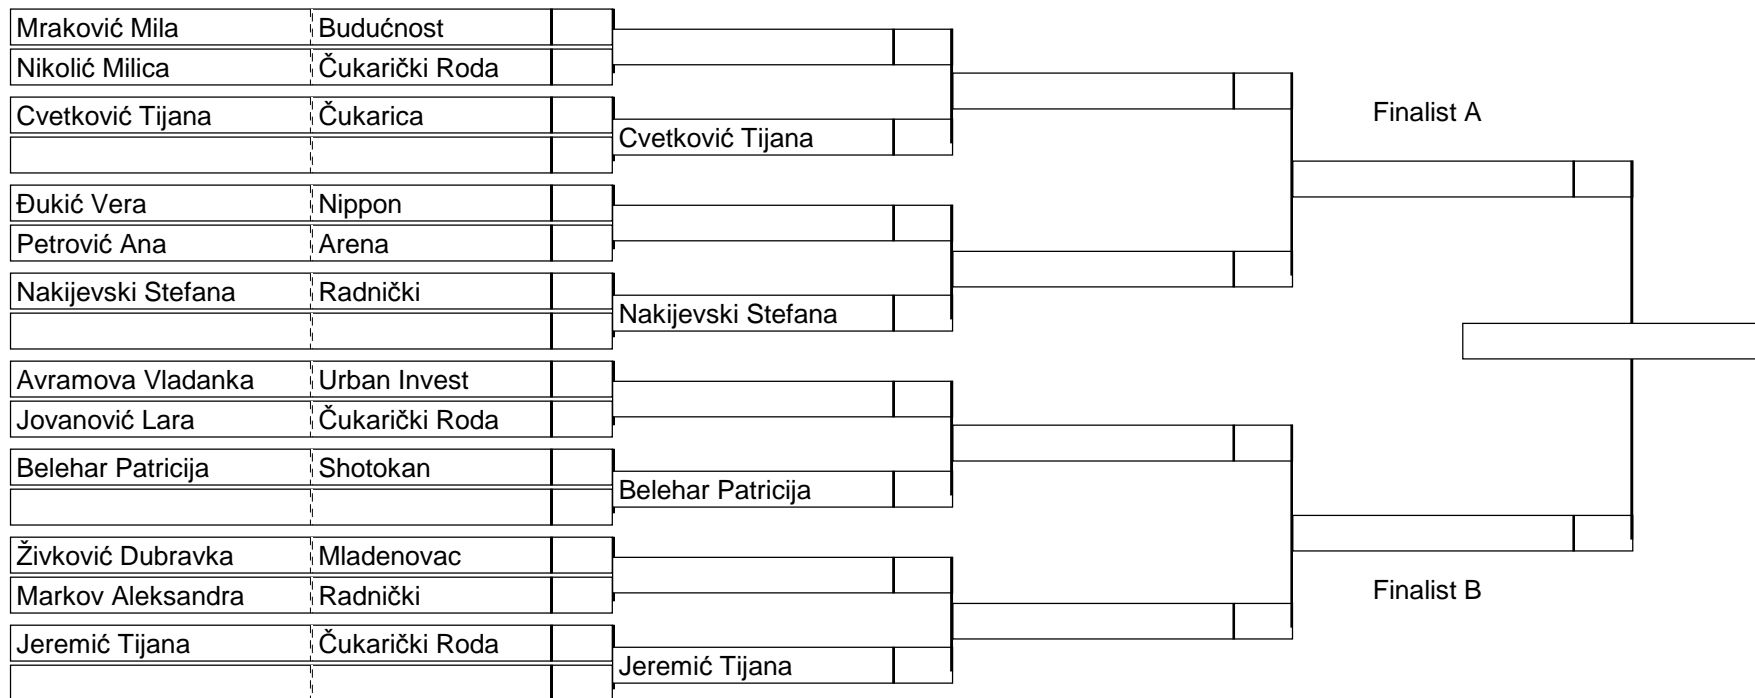 Mraković Mila Budućnost
Nikolić Milica Čukarički Roda
Cvetković Tijana Čukarica
Cvetković Tijana
Finalist A
Đukić Vera Nippon
Petrović Ana Arena
Nakijevski Stefana Radnički
Nakijevski Stefana
Avramova Vladanka Urban Invest
Jovanović Lara Čukarički Roda
Belehar Patricija Shotokan
Belehar Patricija
Živković Dubravka Mladenovac
Markov Aleksandra Radnički
Finalist B
Jeremić Tijana Čukarički Roda
Jeremić Tijana